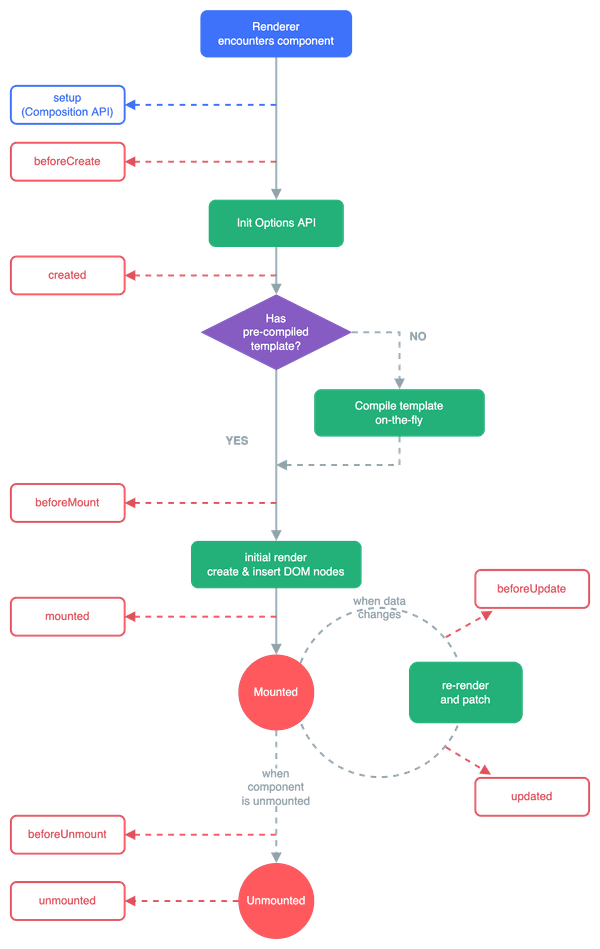 Renderer
encounters component
setup
(Composition API)
beforeCreate
Init Options API
created
Has
pre-compiled
template?
NO
Compile template
on-the-fly
YES
beforeMount
initial render
create & insert DOM nodes
mounted
when data
changes
beforeUpdate
Mounted
re-render
and patch
when
component
is unmounted
updated
beforeUnmount
unmounted
Unmounted